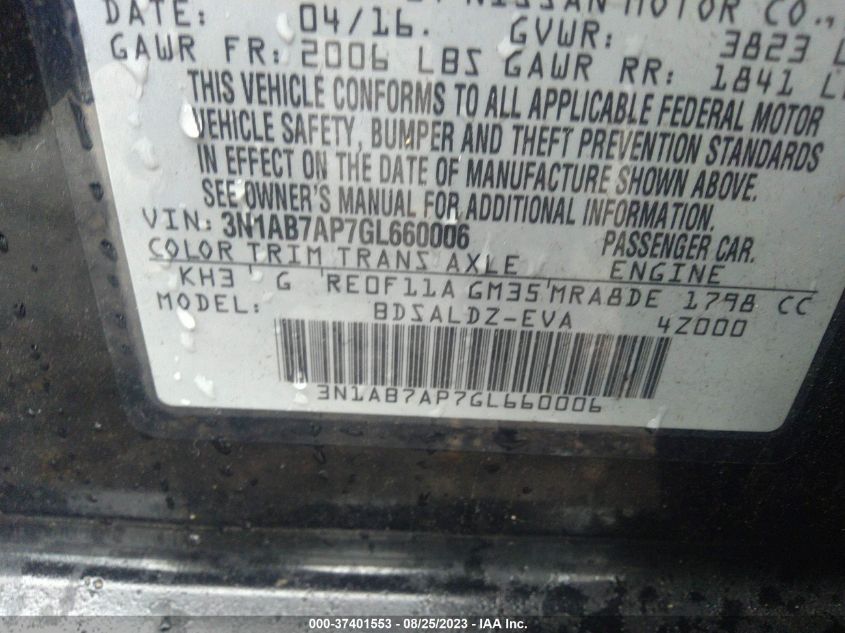 NISSAN MOTOR CO.,
DATE: 04/16. GVWR: 3823 L
GAWR FR: 2006 LBS GAWR RR: 1841 L
THIS VEHICLE CONFORMS TO ALL APPLICABLE FEDERAL MOTOR
VEHICLE SAFETY, BUMPER AND THEFT PREVENTION STANDARDS
IN EFFECT ON THE DATE OF MANUFACTURE SHOWN ABOVE.
SEE OWNER'S MANUAL FOR ADDITIONAL INFORMATION.
VIN: 3N1AB7AP7GL660006 PASSENGER CAR.
COLOR TRIM TRANS AXLE ENGINE
KH3 G RE0F11A GM35 MRA8DE 1798 CC
MODEL: BDSALDZ-EVA 4Z000
3N1AB7AP7GL660006
000-37401553 - 08/25/2023 - IAA Inc.